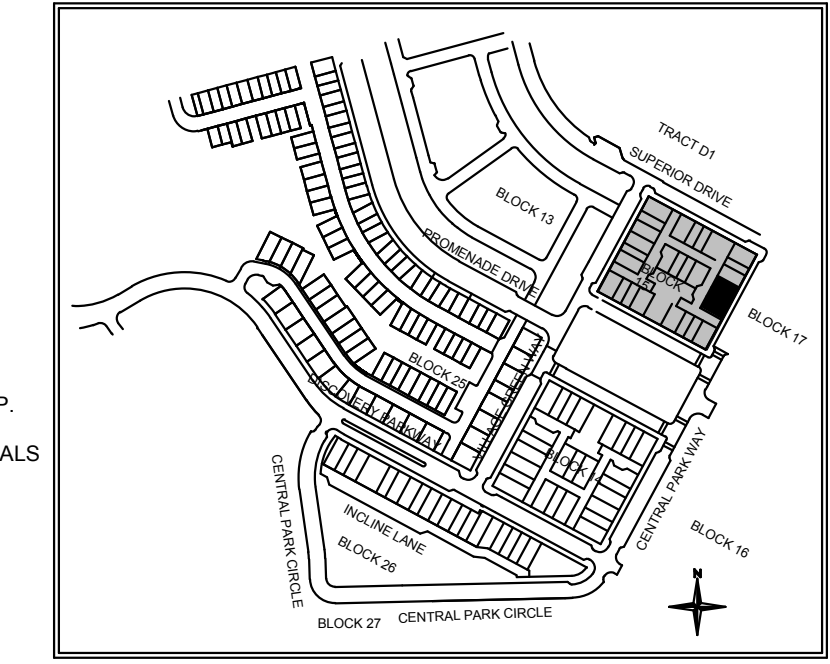 TRACT D1
SUPERIOR DRIVE
BLOCK 13
PROMENADE DRIVE
BLOCK
15
BLOCK 17
BLOCK 25
VILLAGE GREEN WAY
DISCOVERY PARKWAY
P.
ALS
BLOCK 14
CENTRAL PARK WAY
CENTRAL PARK CIRCLE
INCLINE LANE
BLOCK 26
BLOCK 16
N
BLOCK 27
CENTRAL PARK CIRCLE